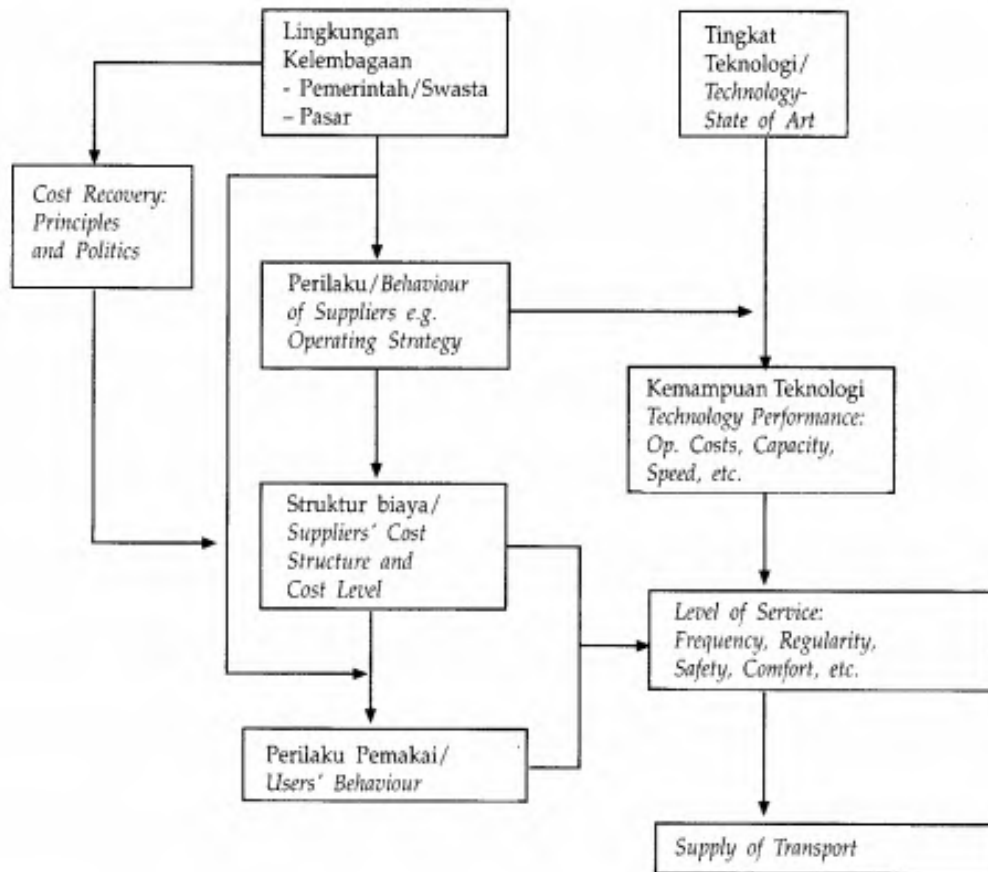 Lingkungan
Kelembagaan
- Pemerintah/Swasta
– Pasar
Tingkat
Teknologi/
Technology-
State of Art
Cost Recovery:
Principles
and Politics
Perilaku/Behaviour
of Suppliers e.g.
Operating Strategy
Kemampuan Teknologi
Technology Performance:
Op. Costs, Capacity,
Speed, etc.
Struktur biaya/
Suppliers' Cost
Structure and
Cost Level
Level of Service:
Frequency, Regularity,
Safety, Comfort, etc.
Perilaku Pemakai/
Users' Behaviour
Supply of Transport